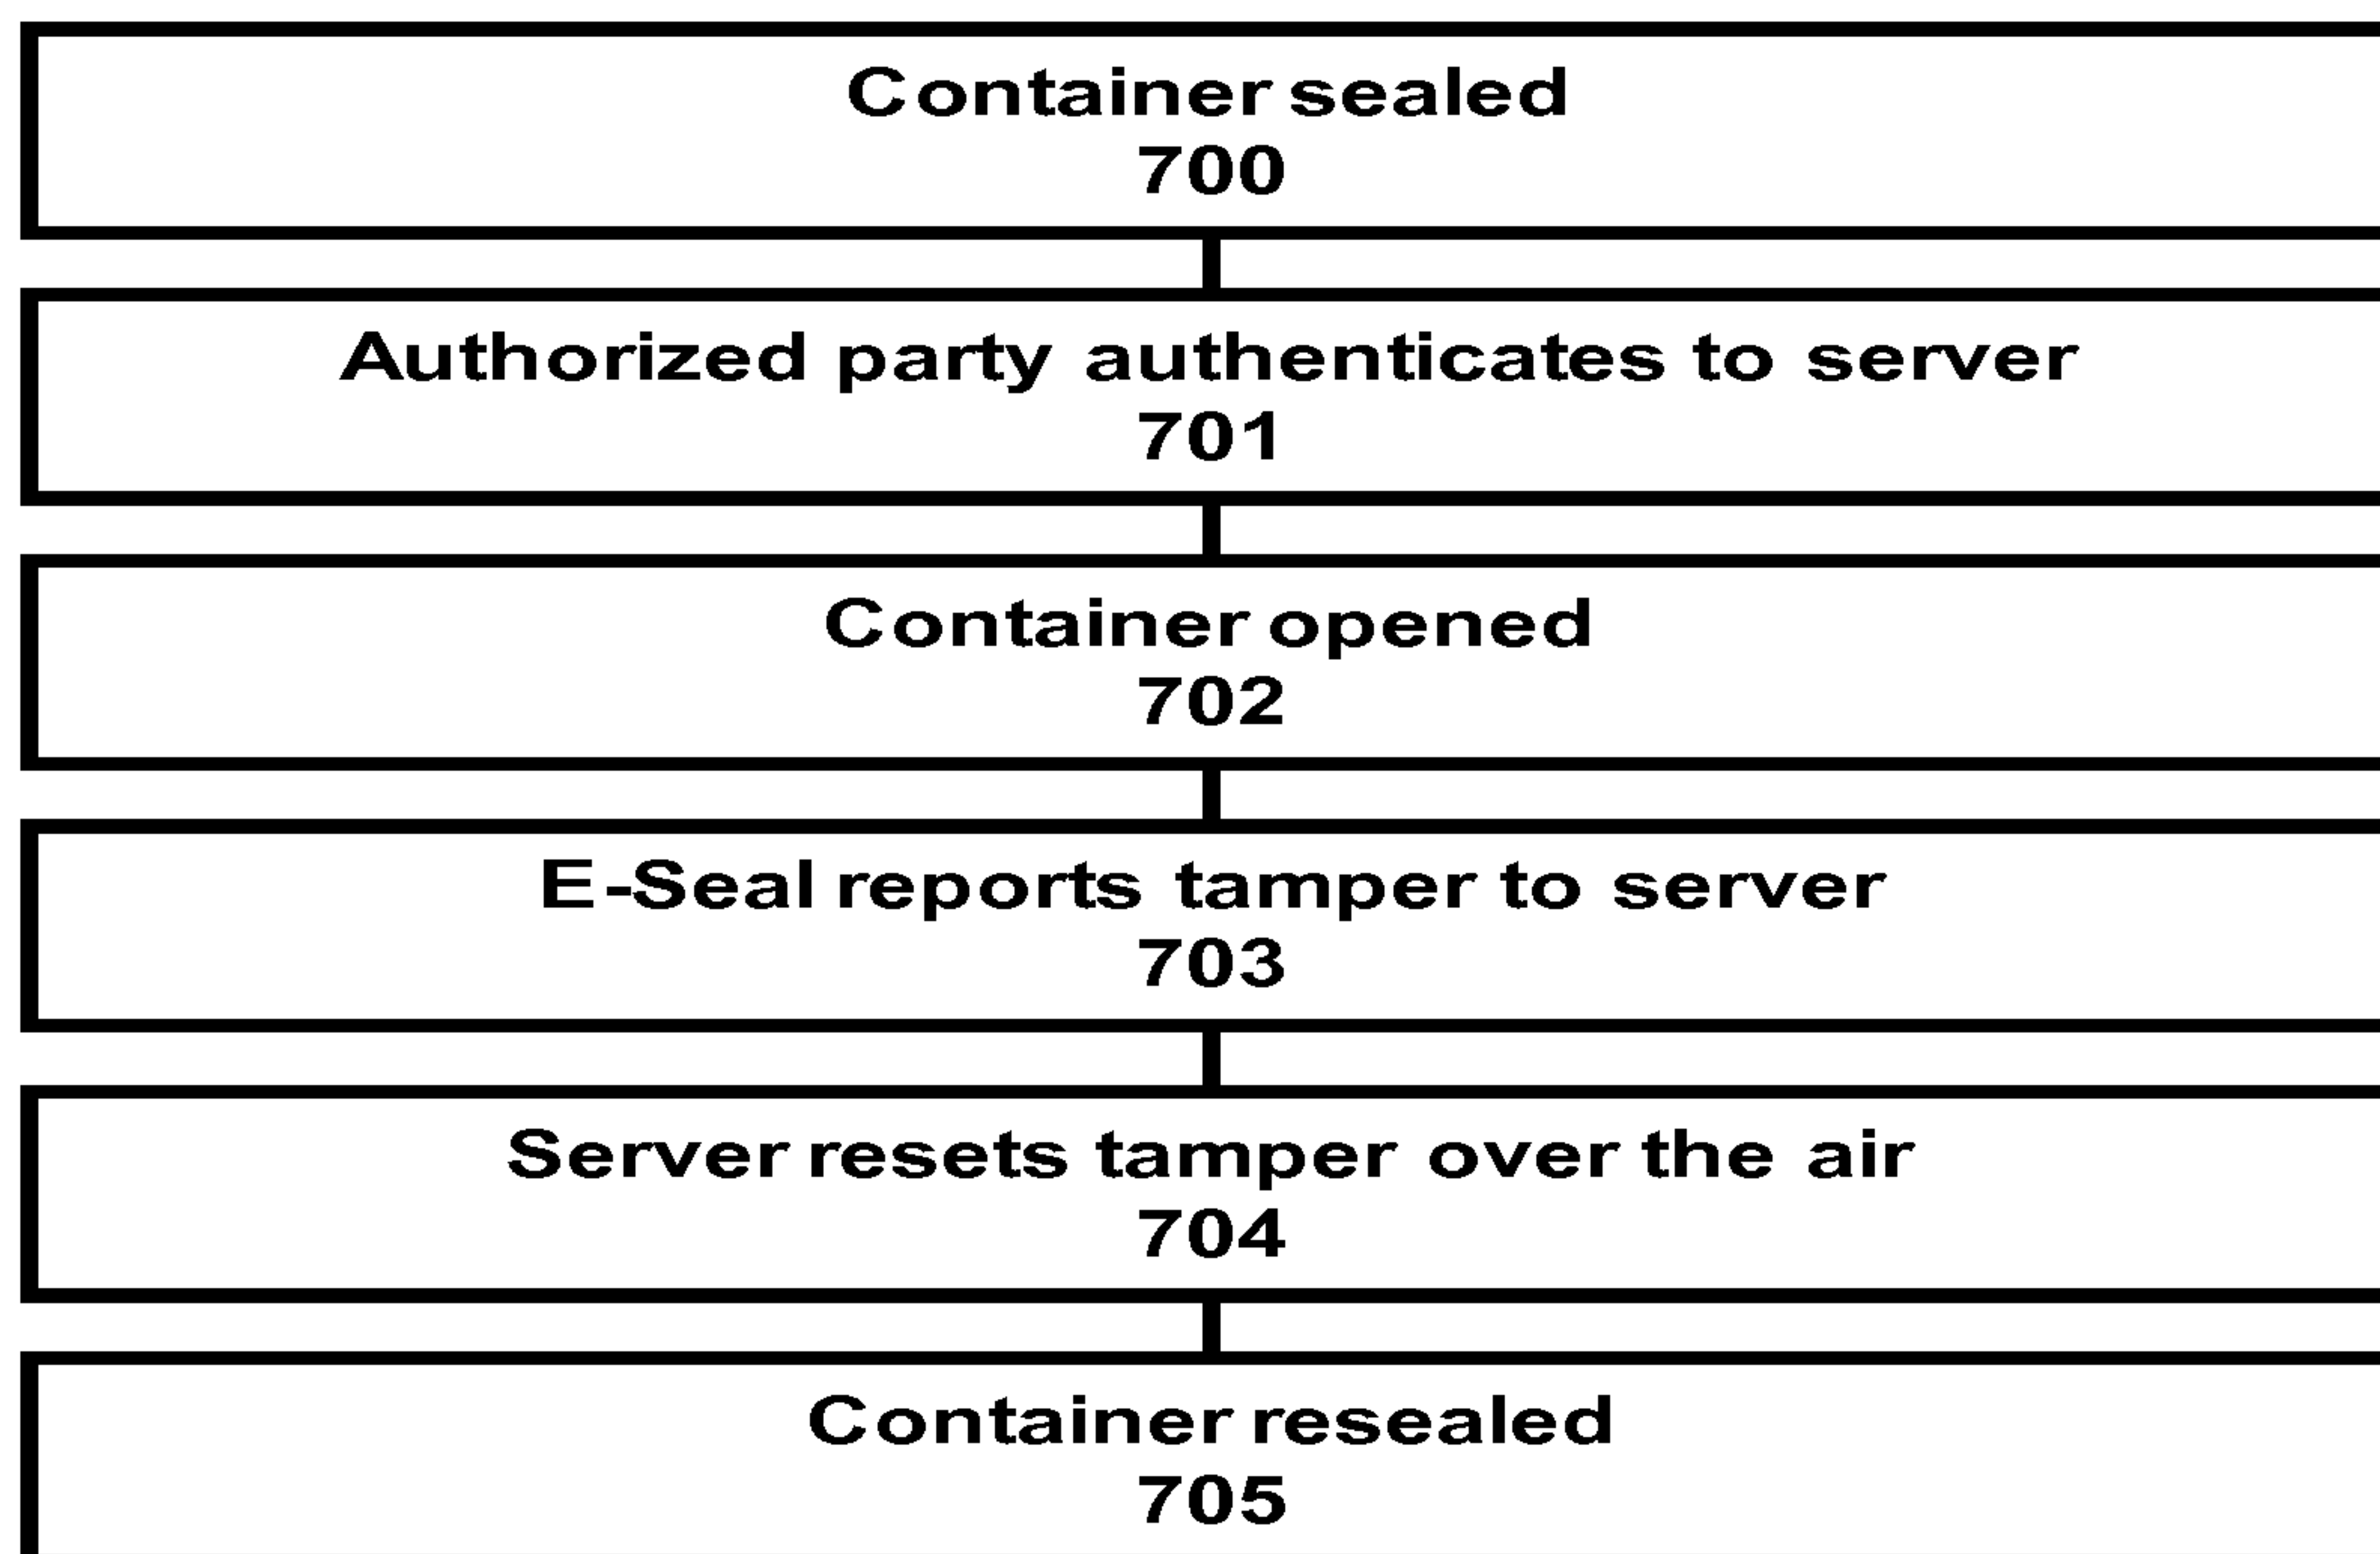 Container sealed
700
Authorized party authenticates to server
701
Container opened
702
E-Seal reports tamper to server
703
Server resets tamper over the air
704
Container resealed
705